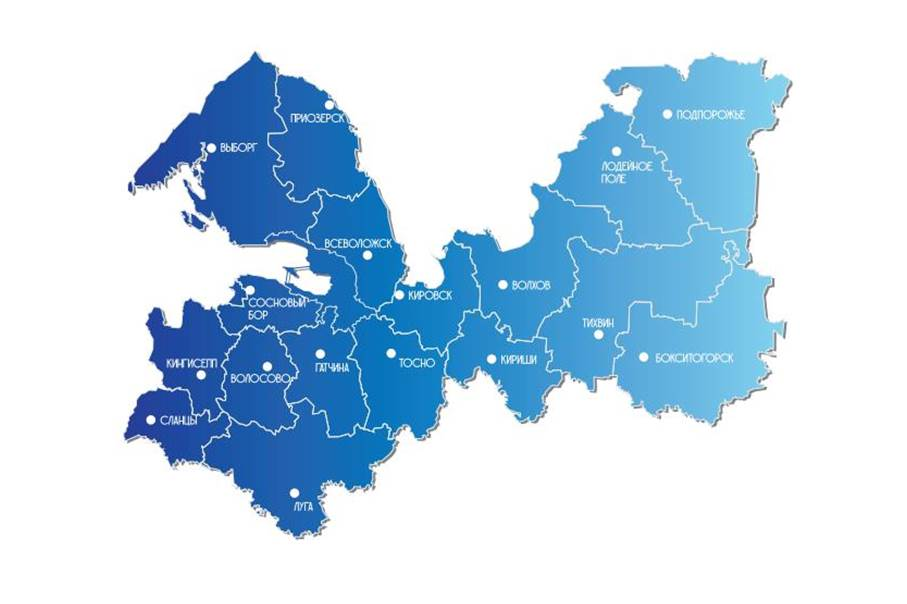 ПОДПОРОЖЬЕ
ПРИОЗЕРСК
ВЫБОРГ
ЛОДЕЙНОЕ
ПОЛЕ
ВСЕВОЛОЖСК
ВОЛХОВ
КИРОВСК
СОСНОВЫЙ
БОР
ТИХВИН
КИНГИСЕПП
ВОЛОСОВО
ГАТЧИНА
ТОСНО
КИРИШИ
БОКСИТОГОРСК
СЛАНЦЫ
ЛУГА